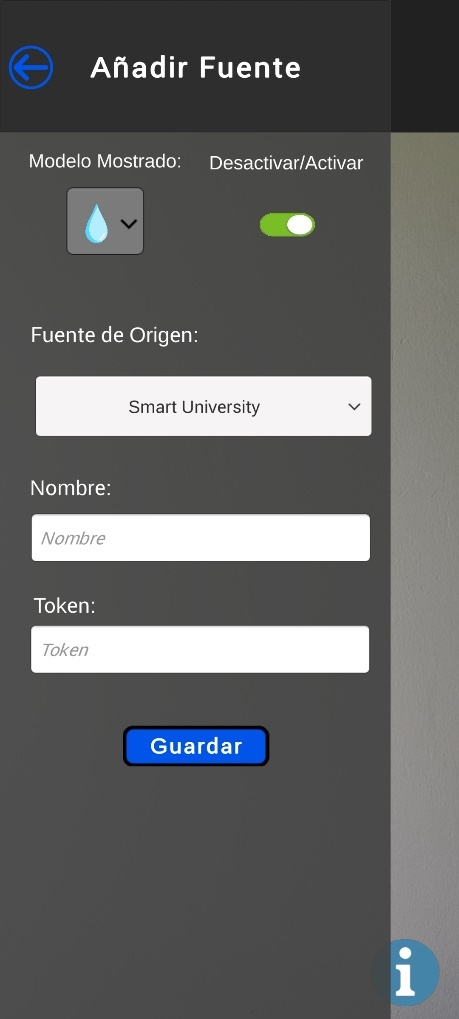 Añadir Fuente
Modelo Mostrado:
Desactivar/Activar
Fuente de Origen:
Smart University
Nombre:
Nombre
Token:
Token
Guardar
i